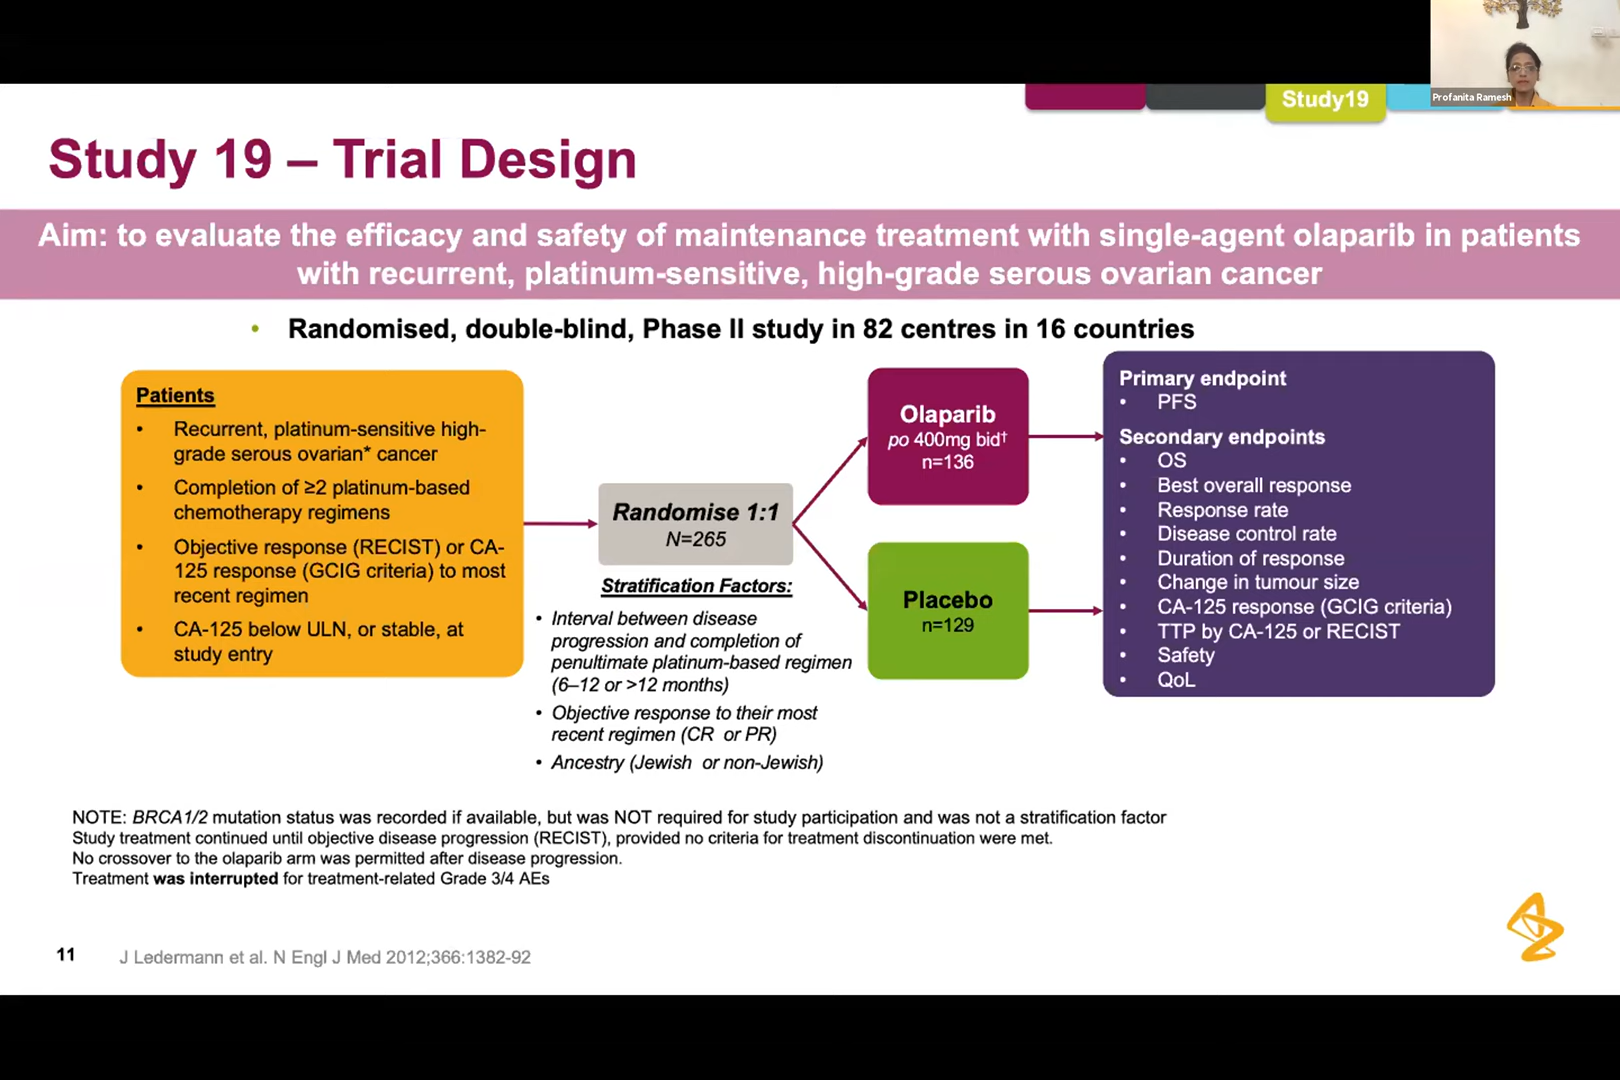 Study19
Profanita Ramesh
Study 19 – Trial Design
Aim: to evaluate the efficacy and safety of maintenance treatment with single-agent olaparib in patients
with recurrent, platinum-sensitive, high-grade serous ovarian cancer
• Randomised, double-blind, Phase II study in 82 centres in 16 countries
Patients
• Recurrent, platinum-sensitive high-
grade serous ovarian* cancer
• Completion of ≥2 platinum-based
chemotherapy regimens
• Objective response (RECIST) or CA-
125 response (GCIG criteria) to most
recent regimen
• CA-125 below ULN, or stable, at
study entry
Randomise 1:1
N=265
Stratification Factors:
• Interval between disease
progression and completion of
penultimate platinum-based regimen
(6–12 or >12 months)
• Objective response to their most
recent regimen (CR or PR)
• Ancestry (Jewish or non-Jewish)
Olaparib
po 400mg bid†
n=136
Placebo
n=129
Primary endpoint
• PFS
Secondary endpoints
• OS
• Best overall response
• Response rate
• Disease control rate
• Duration of response
• Change in tumour size
• CA-125 response (GCIG criteria)
• TTP by CA-125 or RECIST
• Safety
• QoL
NOTE: BRCA1/2 mutation status was recorded if available, but was NOT required for study participation and was not a stratification factor
Study treatment continued until objective disease progression (RECIST), provided no criteria for treatment discontinuation were met.
No crossover to the olaparib arm was permitted after disease progression.
Treatment was interrupted for treatment-related Grade 3/4 AEs
11
J Ledermann et al. N Engl J Med 2012;366:1382-92